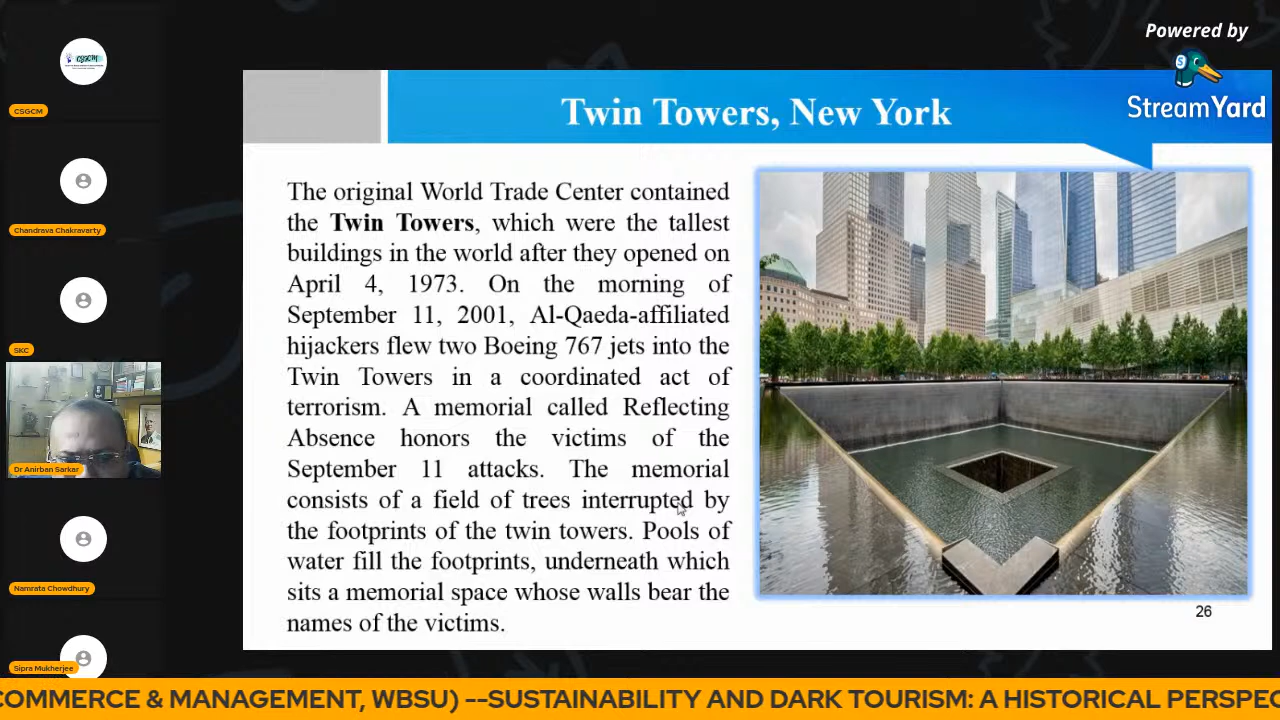 Powered by
StreamYard
CSGCM
CSGCM
Chandrava Chakravarty
SKC
Dr Anirban Sarkar
Namrata Chowdhury
Sipra Mukherjee
Twin Towers, New York
The original World Trade Center contained
the Twin Towers, which were the tallest
buildings in the world after they opened on
April 4, 1973. On the morning of
September 11, 2001, Al-Qaeda-affiliated
hijackers flew two Boeing 767 jets into the
Twin Towers in a coordinated act of
terrorism. A memorial called Reflecting
Absence honors the victims of the
September 11 attacks. The memorial
consists of a field of trees interrupted by
the footprints of the twin towers. Pools of
water fill the footprints, underneath which
sits a memorial space whose walls bear the
names of the victims.
26
COMMERCE & MANAGEMENT, WBSU) --SUSTAINABILITY AND DARK TOURISM: A HISTORICAL PERSPEC